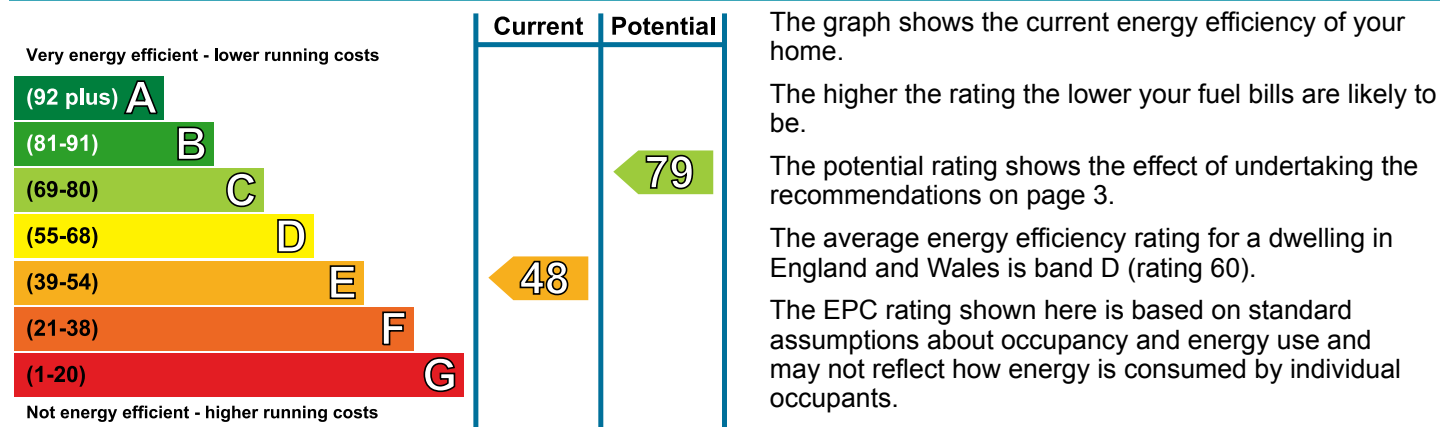 Current Potential
Very energy efficient - lower running costs
(92 plus) A
(81-91) B
(69-80) C
79
(55-68) D
(39-54) E
48
(21-38) F
(1-20) G
Not energy efficient - higher running costs
The graph shows the current energy efficiency of your
home.
The higher the rating the lower your fuel bills are likely to
be.
The potential rating shows the effect of undertaking the
recommendations on page 3.
The average energy efficiency rating for a dwelling in
England and Wales is band D (rating 60).
The EPC rating shown here is based on standard
assumptions about occupancy and energy use and
may not reflect how energy is consumed by individual
occupants.